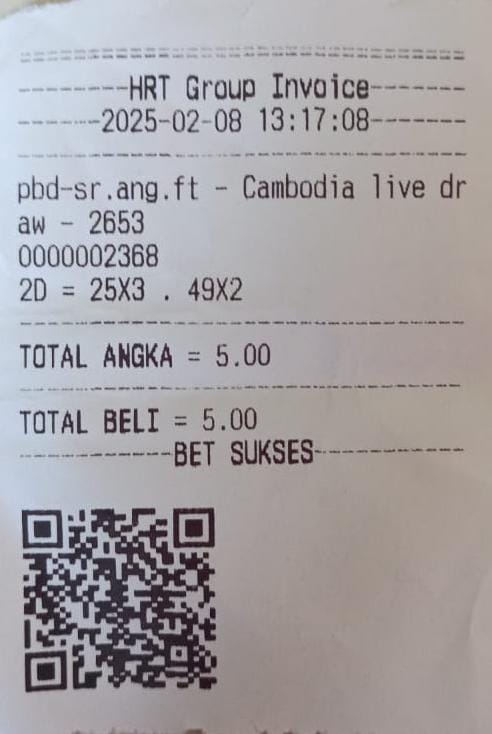 --------HRT Group Invoice-------
------2025-02-08 13:17:08-------
pbd-sr.ang.ft - Cambodia live dr
aw - 2653
0000002368
2D = 25X3 . 49X2
TOTAL ANGKA = 5.00
TOTAL BELI = 5.00
-----------BET SUKSES-----------